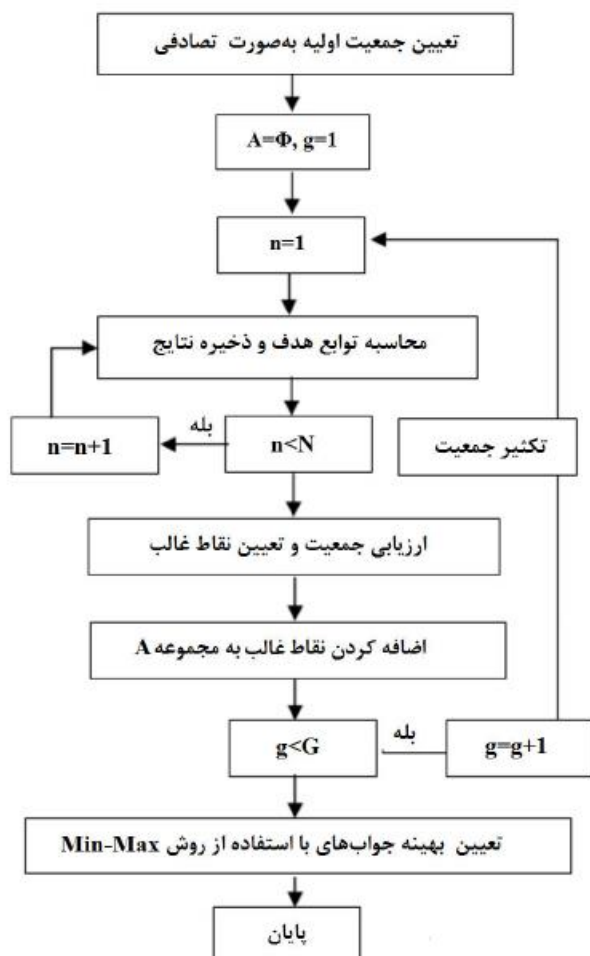 تعیین جمعیت اولیه به‌صورت تصادفی
A=Φ, g=1
n=1
محاسبه توابع هدف و ذخیره نتایج
n<N
بله
n=n+1
تکثیر جمعیت
ارزیابی جمعیت و تعیین نقاط غالب
اضافه کردن نقاط غالب به مجموعه A
g<G
بله
g=g+1
تعیین بهینه جواب‌های با استفاده از روش Min-Max
پایان